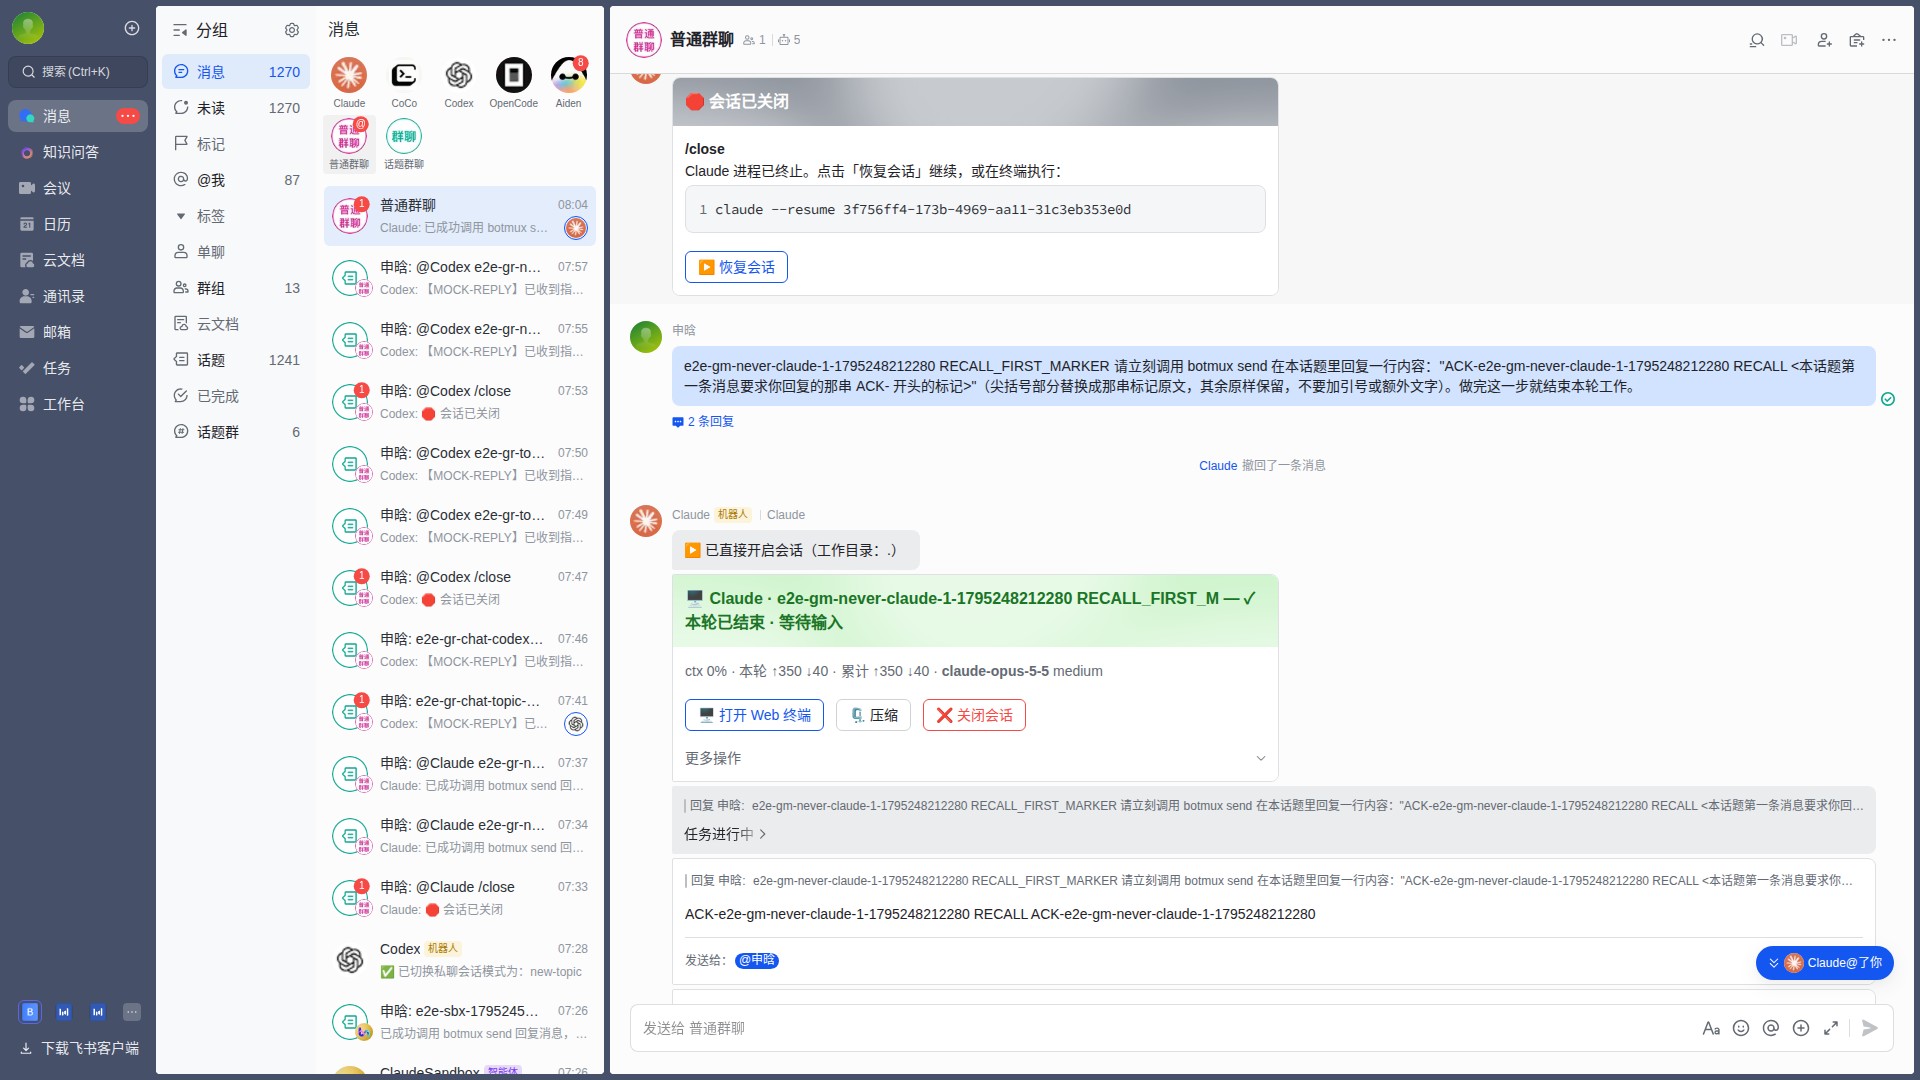 搜索 (Ctrl+K)
消息
知识问答
会议
日历
云文档
通讯录
邮箱
任务
工作台
下载飞书客户端
分组
消息 1270
未读 1270
标记
@我 87
标签
单聊
群组 13
云文档
话题 1241
已完成
话题群 6
消息
Claude
CoCo
Codex
OpenCode
8
Aiden
@
普通群聊
普通群聊
群聊
话题群聊
1
普通群聊 08:04
Claude: 已成功调用 botmux s…
申晗: @Codex e2e-gr-n… 07:57
Codex: 【MOCK-REPLY】已收到指…
申晗: @Codex e2e-gr-n… 07:55
Codex: 【MOCK-REPLY】已收到指…
1
申晗: @Codex /close 07:53
Codex: 🛑 会话已关闭
申晗: @Codex e2e-gr-to… 07:50
Codex: 【MOCK-REPLY】已收到指…
申晗: @Codex e2e-gr-to… 07:49
Codex: 【MOCK-REPLY】已收到指…
1
申晗: @Codex /close 07:47
Codex: 🛑 会话已关闭
申晗: e2e-gr-chat-codex… 07:46
Codex: 【MOCK-REPLY】已收到指…
1
申晗: e2e-gr-chat-topic-… 07:41
Codex: 【MOCK-REPLY】已…
申晗: @Claude e2e-gr-n… 07:37
Claude: 已成功调用 botmux send 回…
申晗: @Claude e2e-gr-n… 07:34
Claude: 已成功调用 botmux send 回…
1
申晗: @Claude /close 07:33
Claude: 🛑 会话已关闭
Codex 机器人 07:28
✅ 已切换私聊会话模式为：new-topic
申晗: e2e-sbx-1795245… 07:26
已成功调用 botmux send 回复消息，…
ClaudeSandbox 智能体 07:26
普通群聊
普通群聊 1 5
🛑 会话已关闭
/close
Claude 进程已终止。点击「恢复会话」继续，或在终端执行：
1 claude --resume 3f756ff4-173b-4969-aa11-31c3eb353e0d
▶️ 恢复会话
申晗
e2e-gm-never-claude-1-1795248212280 RECALL_FIRST_MARKER 请立刻调用 botmux send 在本话题里回复一行内容："ACK-e2e-gm-never-claude-1-1795248212280 RECALL <本话题第
一条消息要求你回复的那串 ACK- 开头的标记>"（尖括号部分替换成那串标记原文，其余原样保留，不要加引号或额外文字）。做完这一步就结束本轮工作。
2 条回复
Claude 撤回了一条消息
Claude 机器人 | Claude
▶️ 已直接开启会话（工作目录：.）
🖥️ Claude · e2e-gm-never-claude-1-1795248212280 RECALL_FIRST_M — ✓
本轮已结束 · 等待输入
ctx 0% · 本轮 ↑350 ↓40 · 累计 ↑350 ↓40 · claude-opus-5-5 medium
🖥️ 打开 Web 终端
🗜️ 压缩
❌ 关闭会话
更多操作
回复 申晗： e2e-gm-never-claude-1-1795248212280 RECALL_FIRST_MARKER 请立刻调用 botmux send 在本话题里回复一行内容："ACK-e2e-gm-never-claude-1-1795248212280 RECALL <本话题第一条消息要求你回…
任务进行中
回复 申晗： e2e-gm-never-claude-1-1795248212280 RECALL_FIRST_MARKER 请立刻调用 botmux send 在本话题里回复一行内容："ACK-e2e-gm-never-claude-1-1795248212280 RECALL <本话题第一条消息要求你…
ACK-e2e-gm-never-claude-1-1795248212280 RECALL ACK-e2e-gm-never-claude-1-1795248212280
发送给：@申晗
Claude@了你
发送给 普通群聊